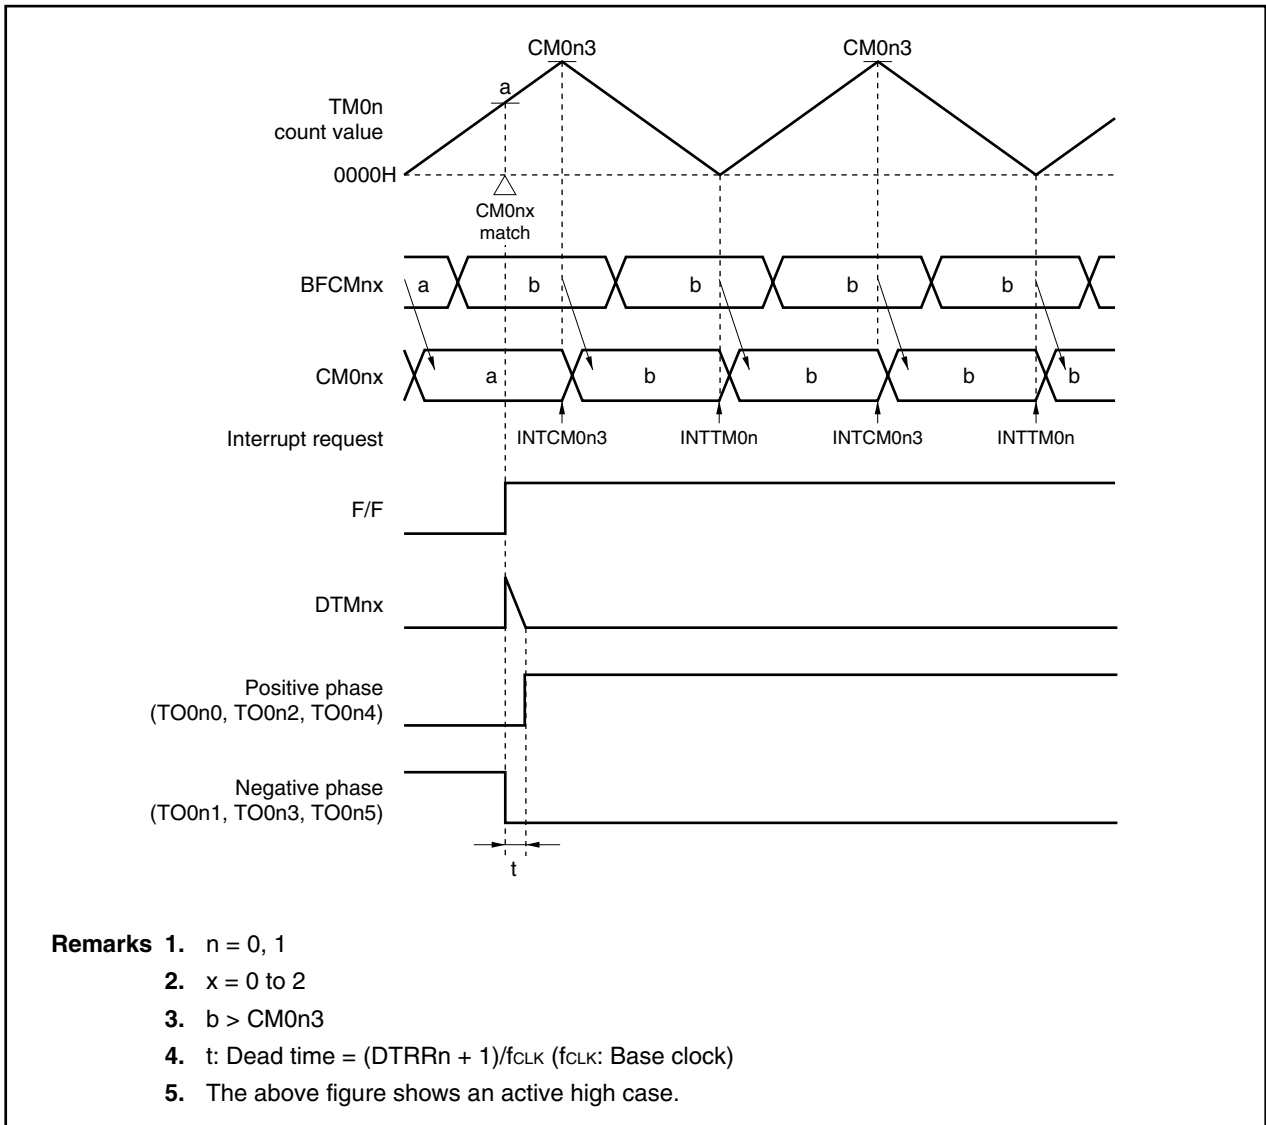 CM0n3 CM0n3
a
TM0n
count value
0000H
CM0nx
match
BFCMnx a b b b b
CM0nx a b b b b
Interrupt request INTCM0n3 INTTM0n INTCM0n3 INTTM0n
F/F
DTMnx
Positive phase
(TO0n0, TO0n2, TO0n4)
Negative phase
(TO0n1, TO0n3, TO0n5)
t
Remarks 1. n = 0, 1
2. x = 0 to 2
3. b > CM0n3
4. t: Dead time = (DTRRn + 1)/fCLK (fCLK: Base clock)
5. The above figure shows an active high case.